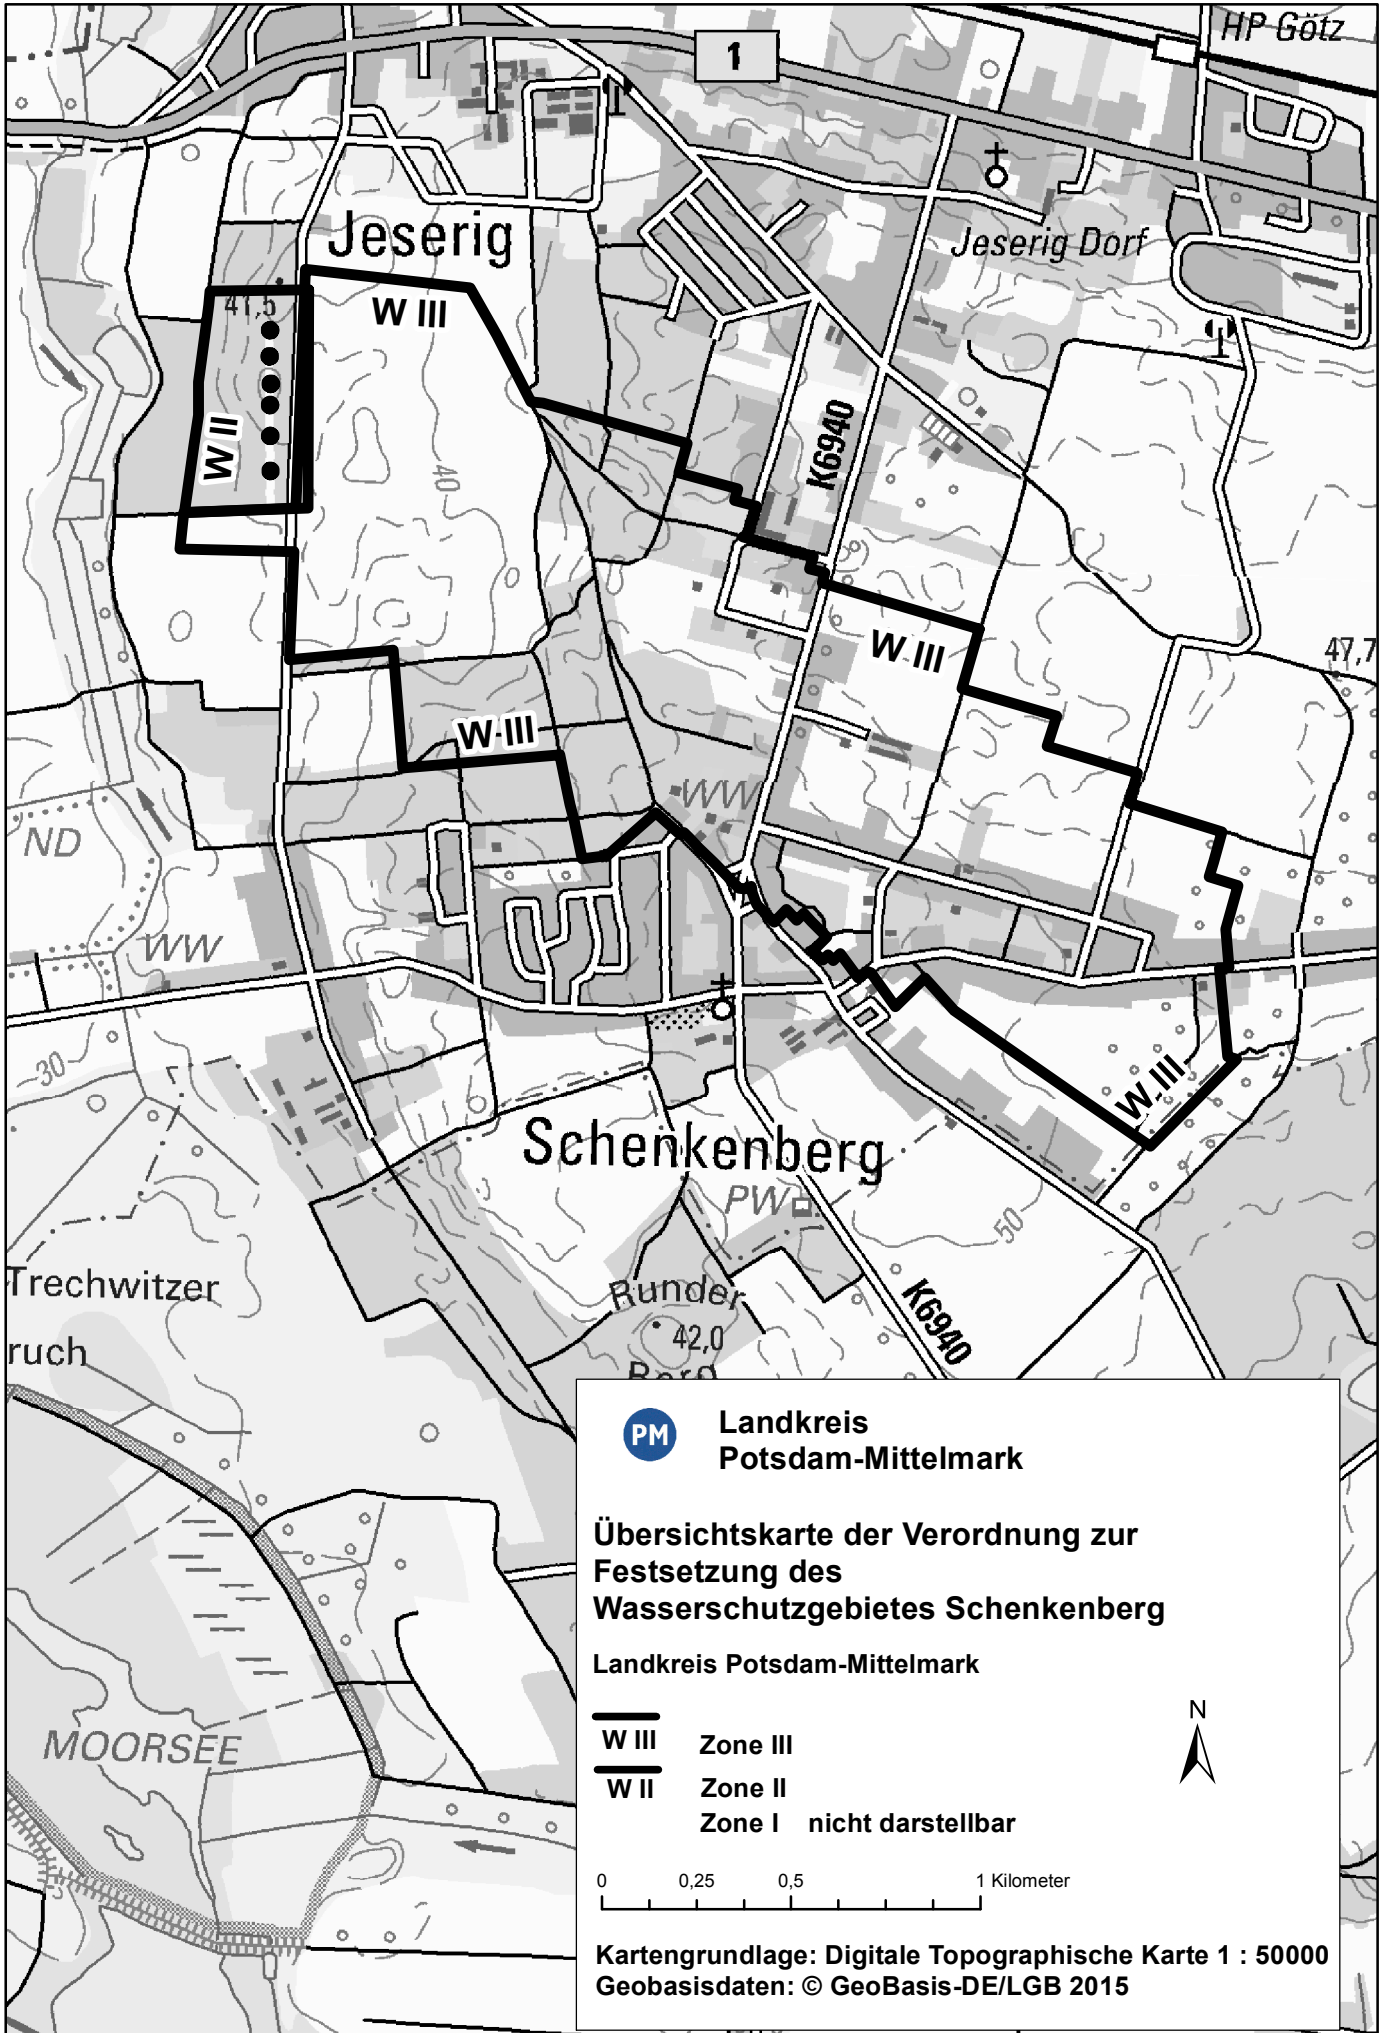 HP Götz
1
Jeserig
Jeserig Dorf
W III
41,5
W II
K6940
40
W III
47,7
W III
WW
ND
WW
30
W III
Schenkenberg
PW
50
Trechwitzer
ruch
Runder
42,0
Berg
K6940
MOORSEE
PM
Landkreis
Potsdam-Mittelmark
Übersichtskarte der Verordnung zur
Festsetzung des
Wasserschutzgebietes Schenkenberg
Landkreis Potsdam-Mittelmark
N
W III Zone III
W II Zone II
Zone I nicht darstellbar
0 0,25 0,5 1 Kilometer
Kartengrundlage: Digitale Topographische Karte 1 : 50000
Geobasisdaten: © GeoBasis-DE/LGB 2015